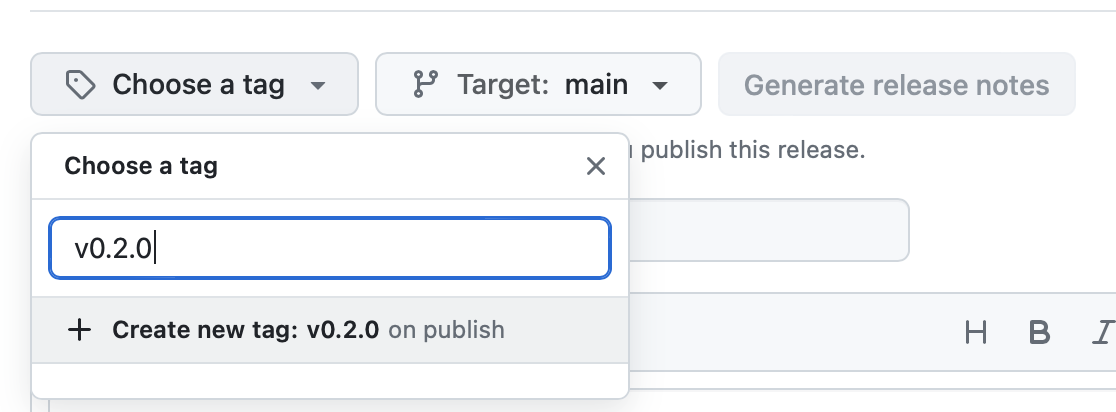 Choose a tag
Target: main
Generate release notes
Choose a tag
publish this release.
v0.2.0
Create new tag: v0.2.0 on publish
H B I